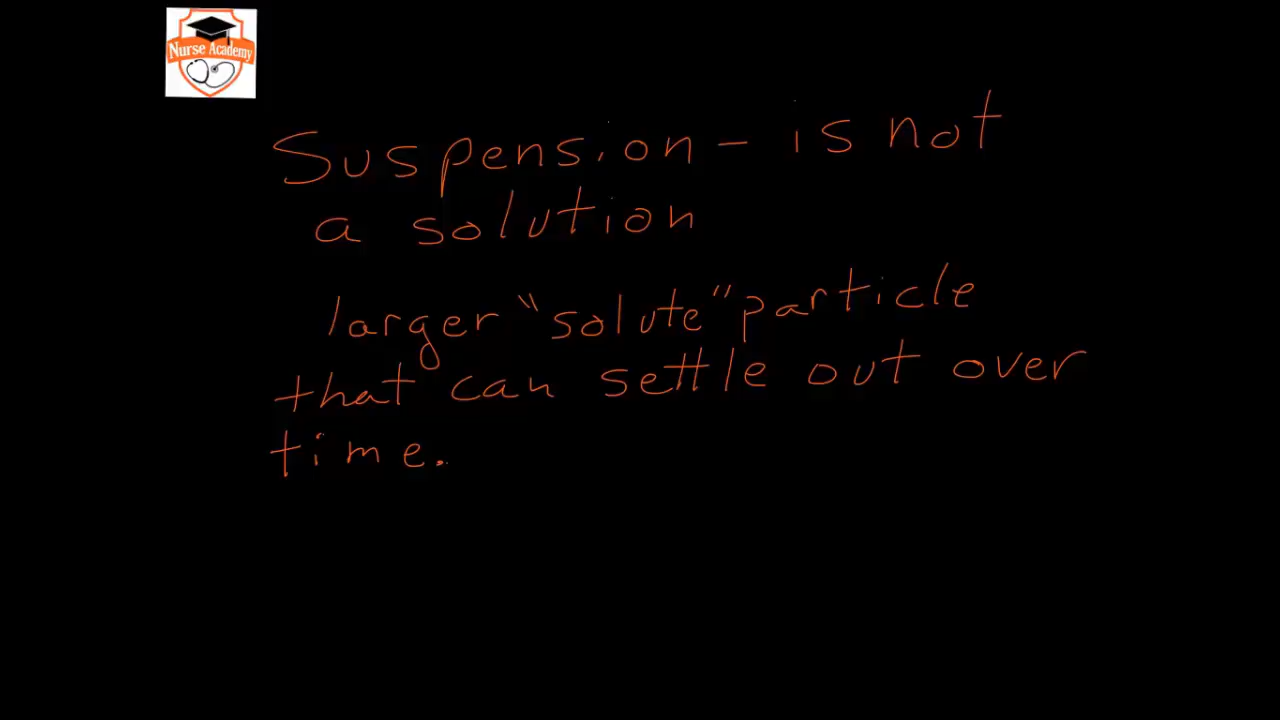 Nurse Academy
Suspension - is not
a solution
larger "solute" particle
that can settle out over
time.